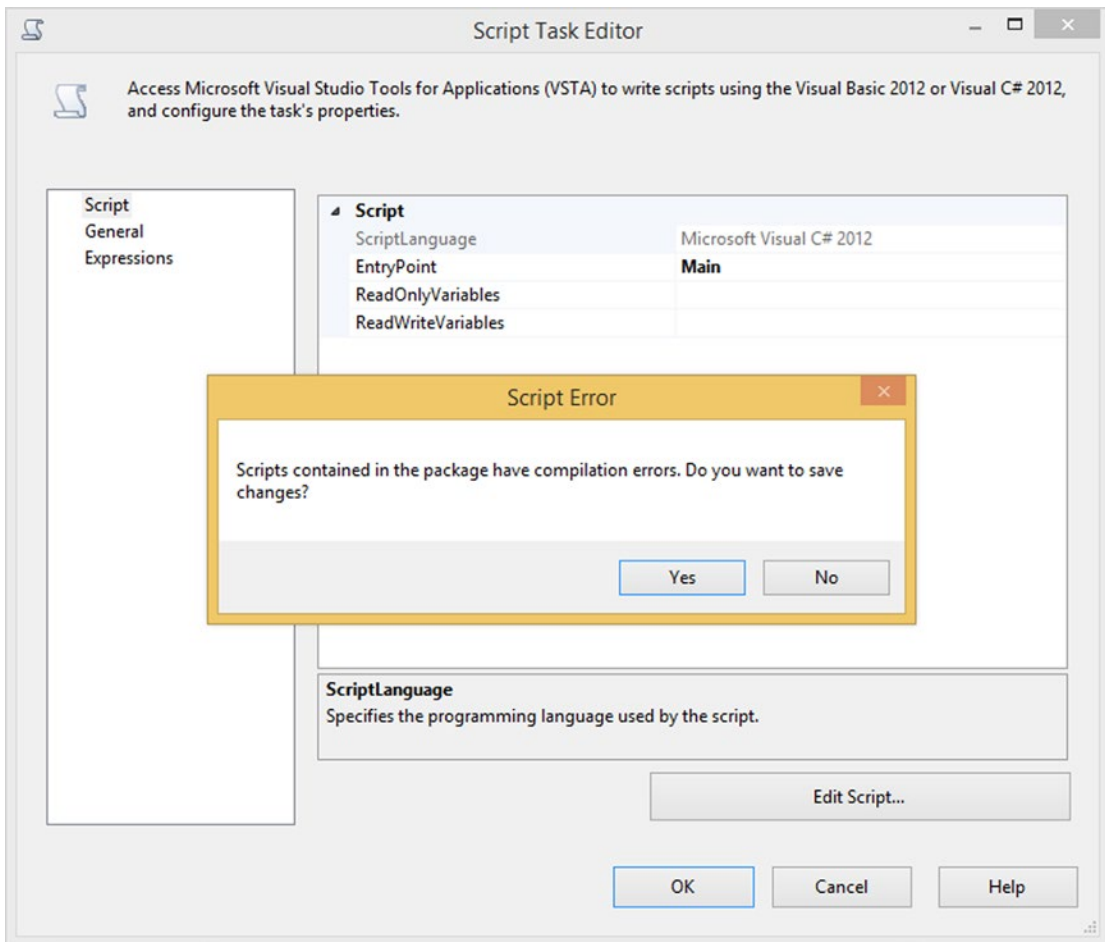 Script Task Editor
Access Microsoft Visual Studio Tools for Applications (VSTA) to write scripts using the Visual Basic 2012 or Visual C# 2012,
and configure the task's properties.
Script
General
Expressions
Script
ScriptLanguage Microsoft Visual C# 2012
EntryPoint Main
ReadOnlyVariables
ReadWriteVariables
Script Error
Scripts contained in the package have compilation errors. Do you want to save
changes?
Yes No
ScriptLanguage
Specifies the programming language used by the script.
Edit Script...
OK Cancel Help